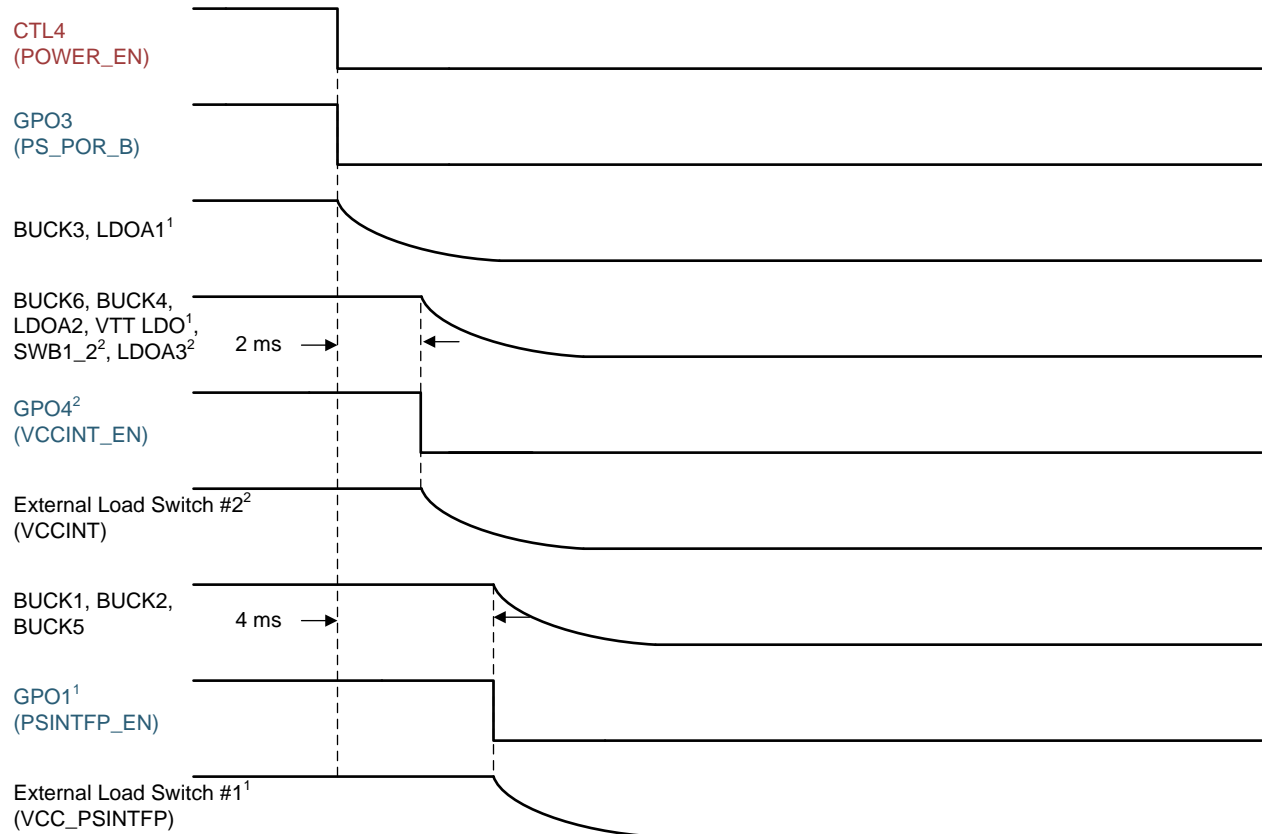 CTL4
(POWER_EN)
GPO3
(PS_POR_B)
BUCK3, LDOA1¹
BUCK6, BUCK4,
LDOA2, VTT LDO¹,
SWB1_2², LDOA3²
2 ms
GPO4²
(VCCINT_EN)
External Load Switch #2²
(VCCINT)
BUCK1, BUCK2,
BUCK5
4 ms
GPO1¹
(PSINTFP_EN)
External Load Switch #1¹
(VCC_PSINTFP)